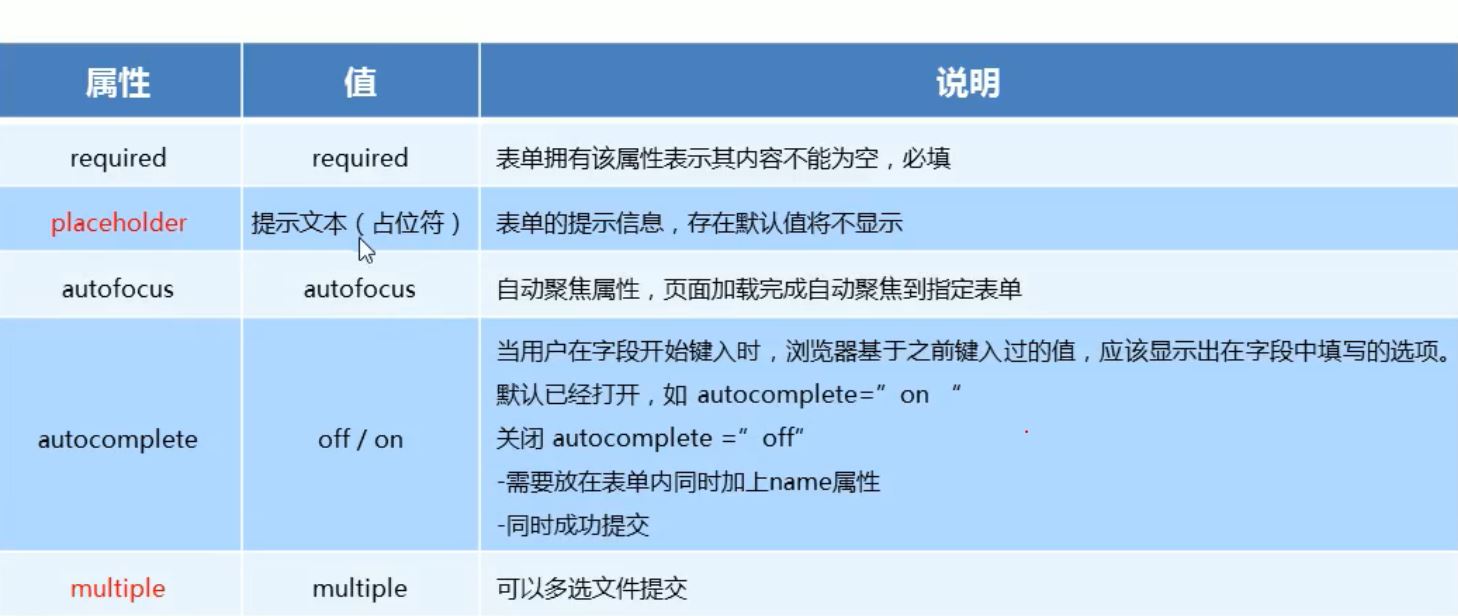 属性 值 说明
required required 表单拥有该属性表示其内容不能为空，必填
placeholder 提示文本（占位符） 表单的提示信息，存在默认值将不显示
autofocus autofocus 自动聚焦属性，页面加载完成自动聚焦到指定表单
autocomplete off / on 当用户在字段开始键入时，浏览器基于之前键入过的值，应该显示出在字段中填写的选项。
默认已经打开，如 autocomplete=”on “
关闭 autocomplete =”off”
-需要放在表单内同时加上name属性
-同时成功提交
multiple multiple 可以多选文件提交